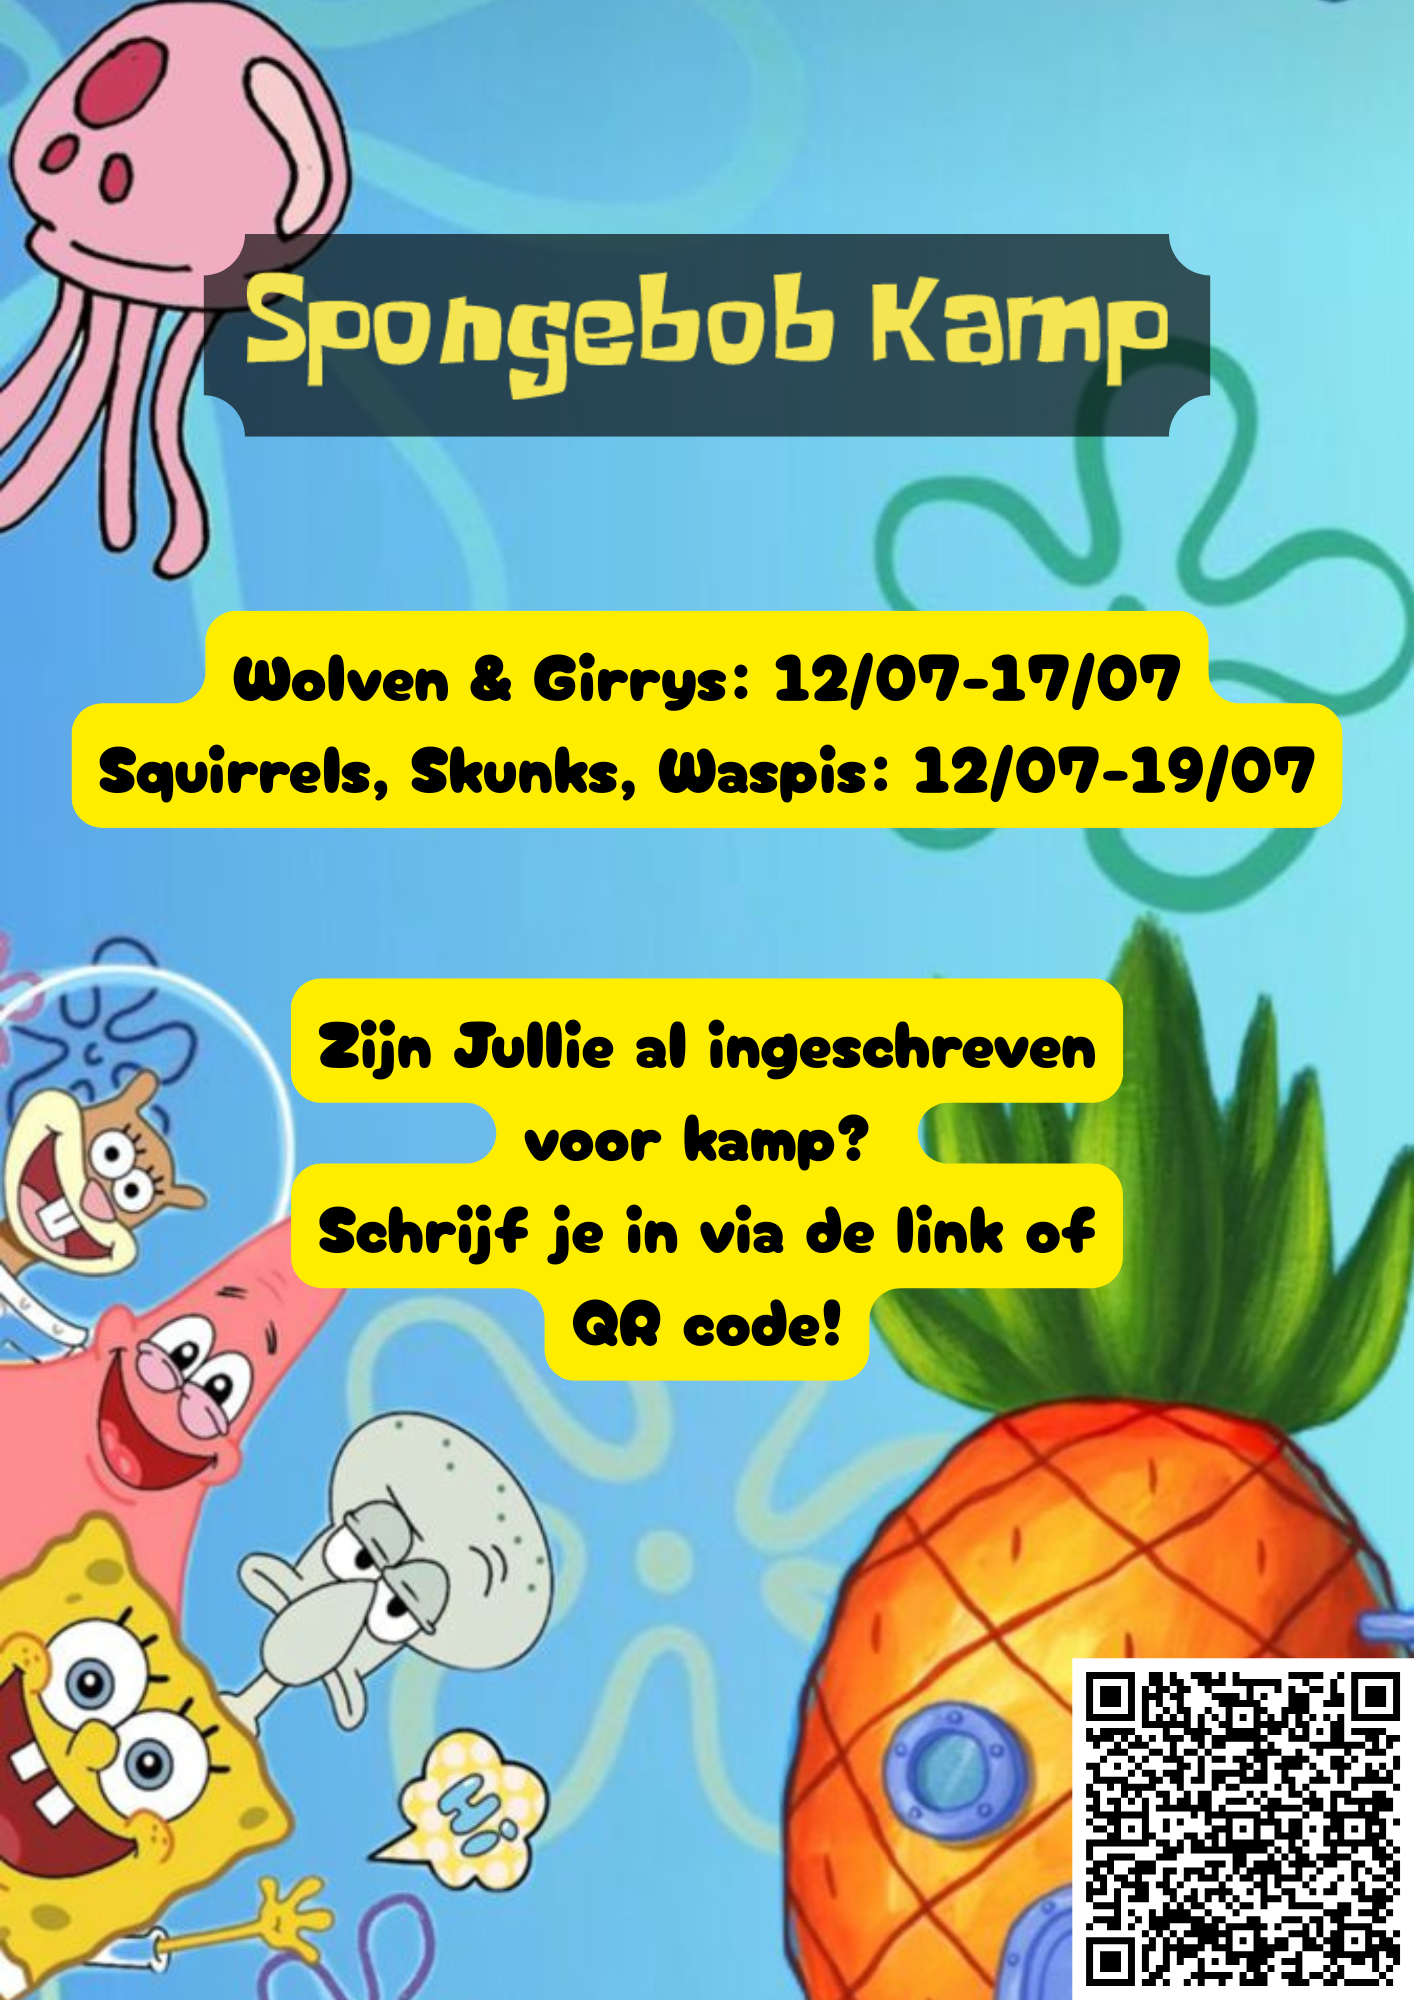 Spongebob Kamp
Wolven & Girrys: 12/07-17/07
Squirrels, Skunks, Waspis: 12/07-19/07
Zijn Jullie al ingeschreven
voor kamp?
Schrijf je in via de link of
QR code!
Hi!